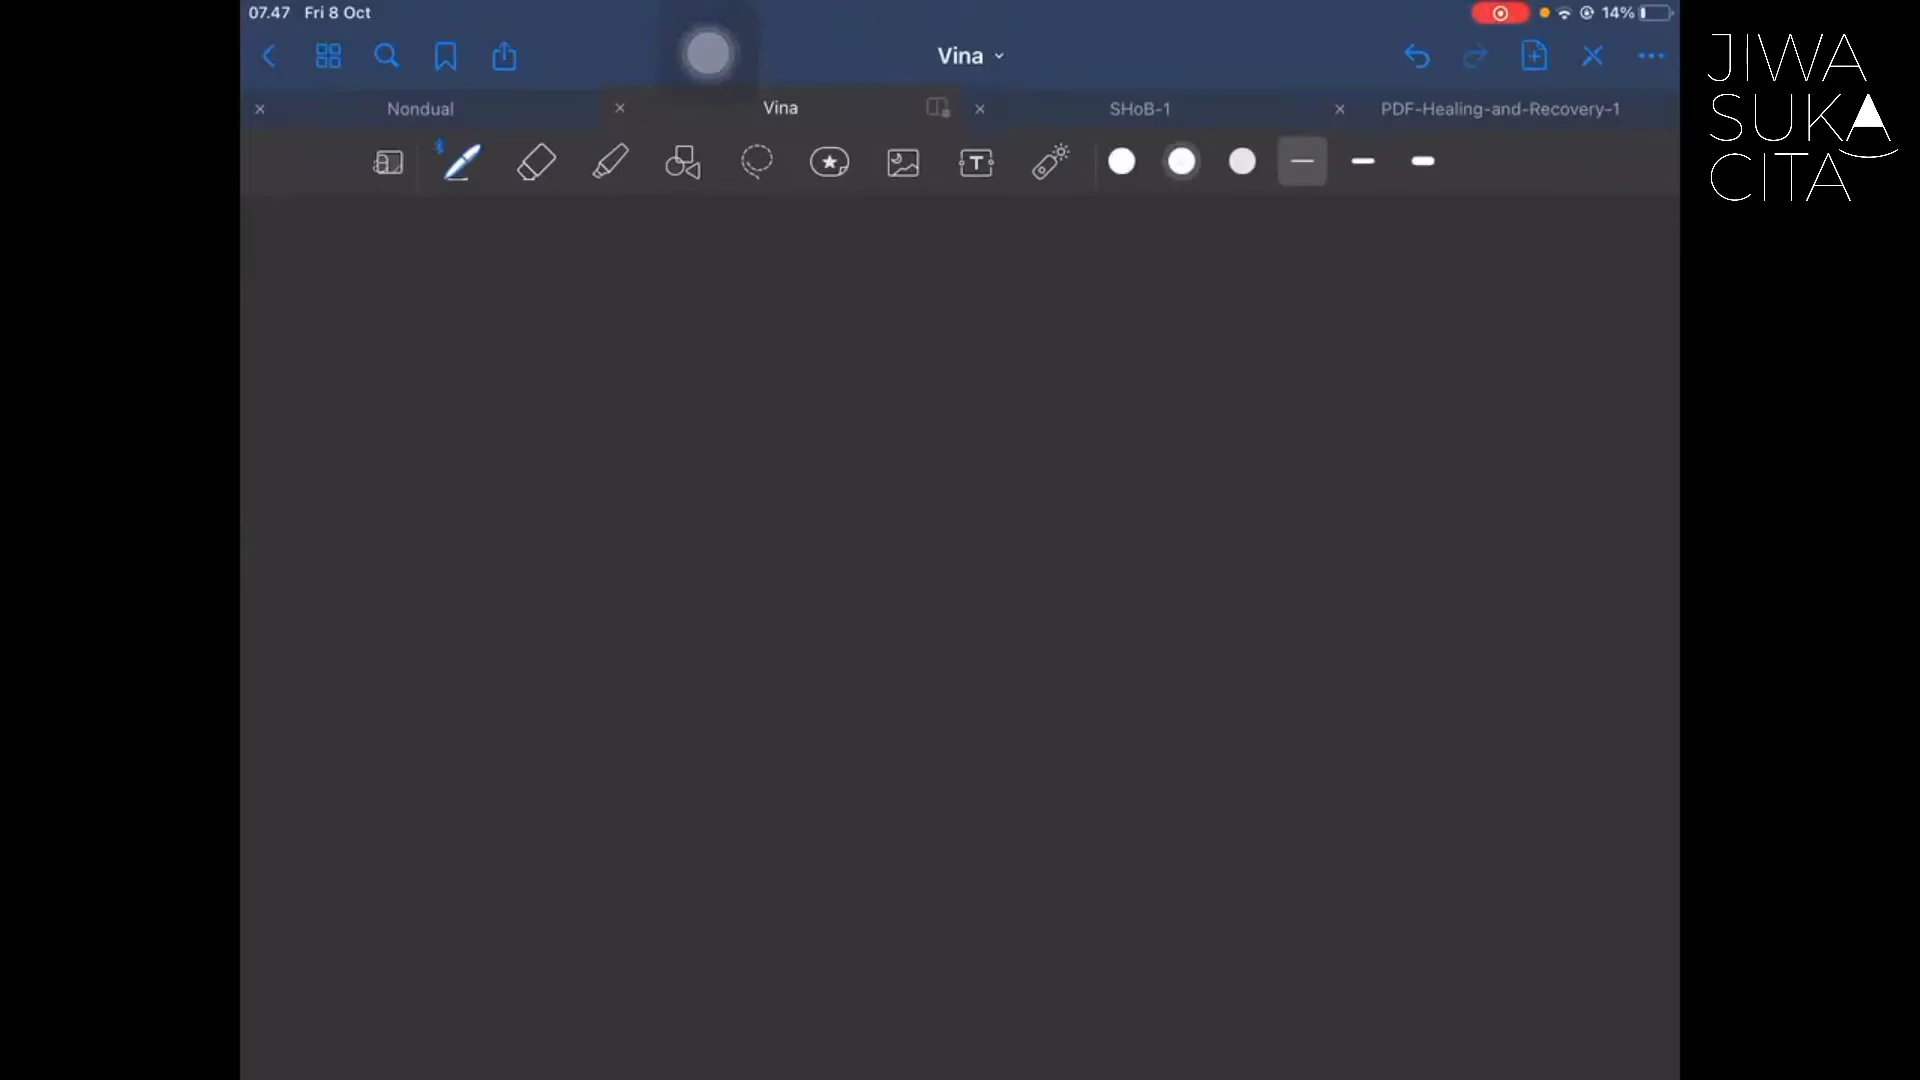 07.47 Fri 8 Oct
14%
Vina
Nondual
Vina
SHoB-1
PDF-Healing-and-Recovery-1
JIWA
SUKA
CITA